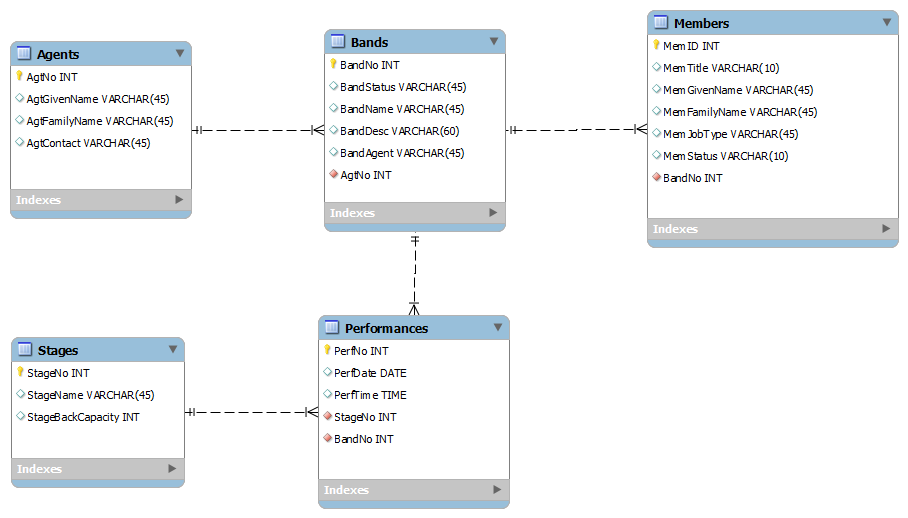 Agents
AgtNo INT
AgtGivenName VARCHAR(45)
AgtFamilyName VARCHAR(45)
AgtContact VARCHAR(45)
Indexes
Bands
BandNo INT
BandStatus VARCHAR(45)
BandName VARCHAR(45)
BandDesc VARCHAR(60)
BandAgent VARCHAR(45)
AgtNo INT
Indexes
Members
MemID INT
MemTitle VARCHAR(10)
MemGivenName VARCHAR(45)
MemFamilyName VARCHAR(45)
MemJobType VARCHAR(45)
MemStatus VARCHAR(10)
BandNo INT
Indexes
Stages
StageNo INT
StageName VARCHAR(45)
StageBackCapacity INT
Indexes
Performances
PerfNo INT
PerfDate DATE
PerfTime TIME
StageNo INT
BandNo INT
Indexes